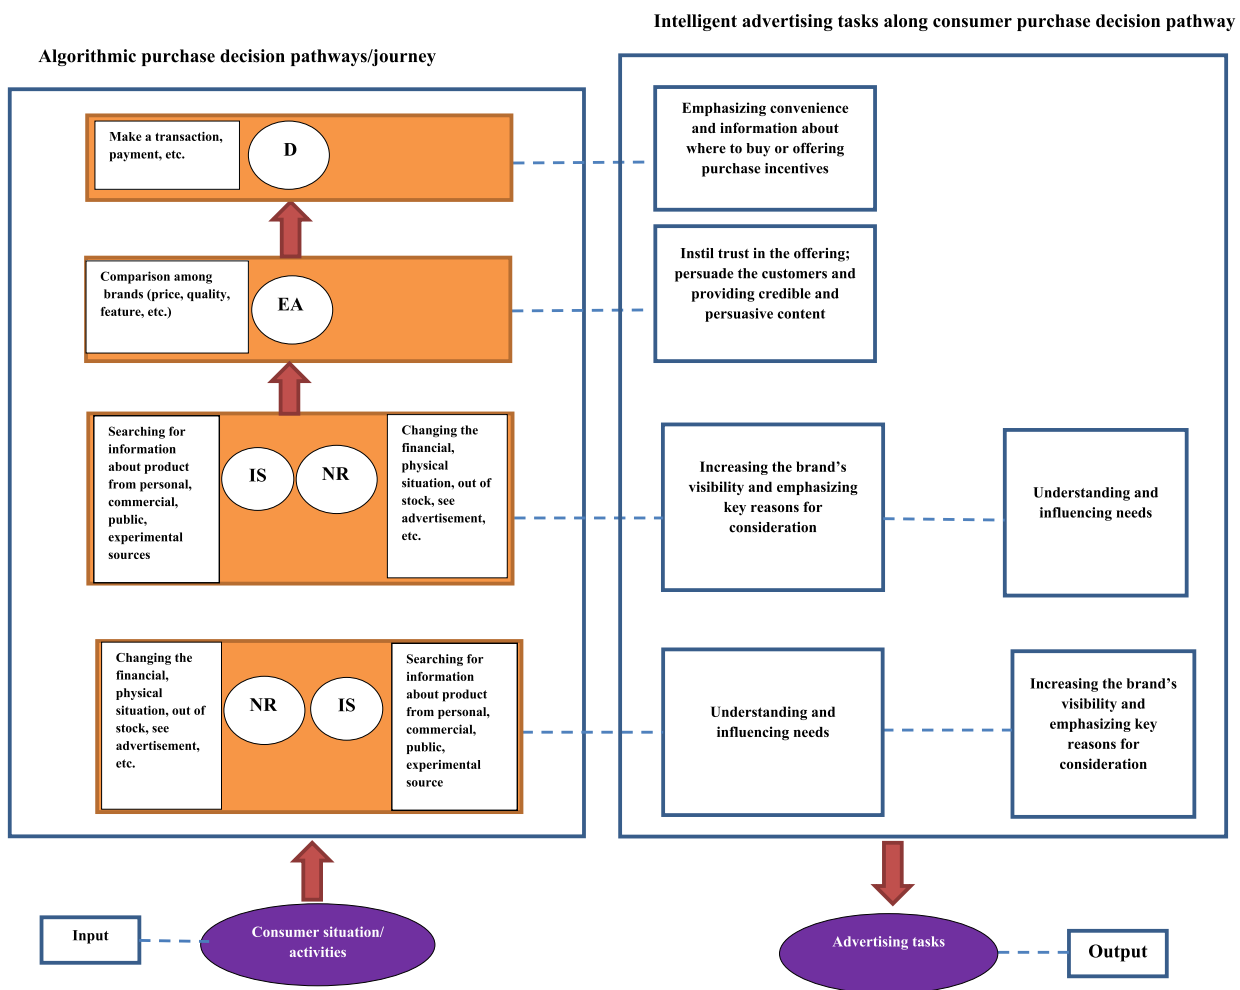 Intelligent advertising tasks along consumer purchase decision pathway
Algorithmic purchase decision pathways/journey
Make a transaction,
payment, etc.
D
Emphasizing convenience
and information about
where to buy or offering
purchase incentives
Comparison among
brands (price, quality,
feature, etc.)
EA
Instil trust in the offering;
persuade the customers and
providing credible and
persuasive content
Searching for
information
about product
from personal,
commercial,
public,
experimental
sources
IS
NR
Changing the
financial,
physical
situation, out of
stock, see
advertisement,
etc.
Increasing the brand’s
visibility and emphasizing
key reasons for
consideration
Understanding and
influencing needs
Changing the
financial,
physical
situation, out of
stock, see
advertisement,
etc.
NR
IS
Searching for
information
about product
from personal,
commercial,
public,
experimental
source
Understanding and
influencing needs
Increasing the brand’s
visibility and
emphasizing key
reasons for
consideration
Input
Consumer situation/
activities
Advertising tasks
Output